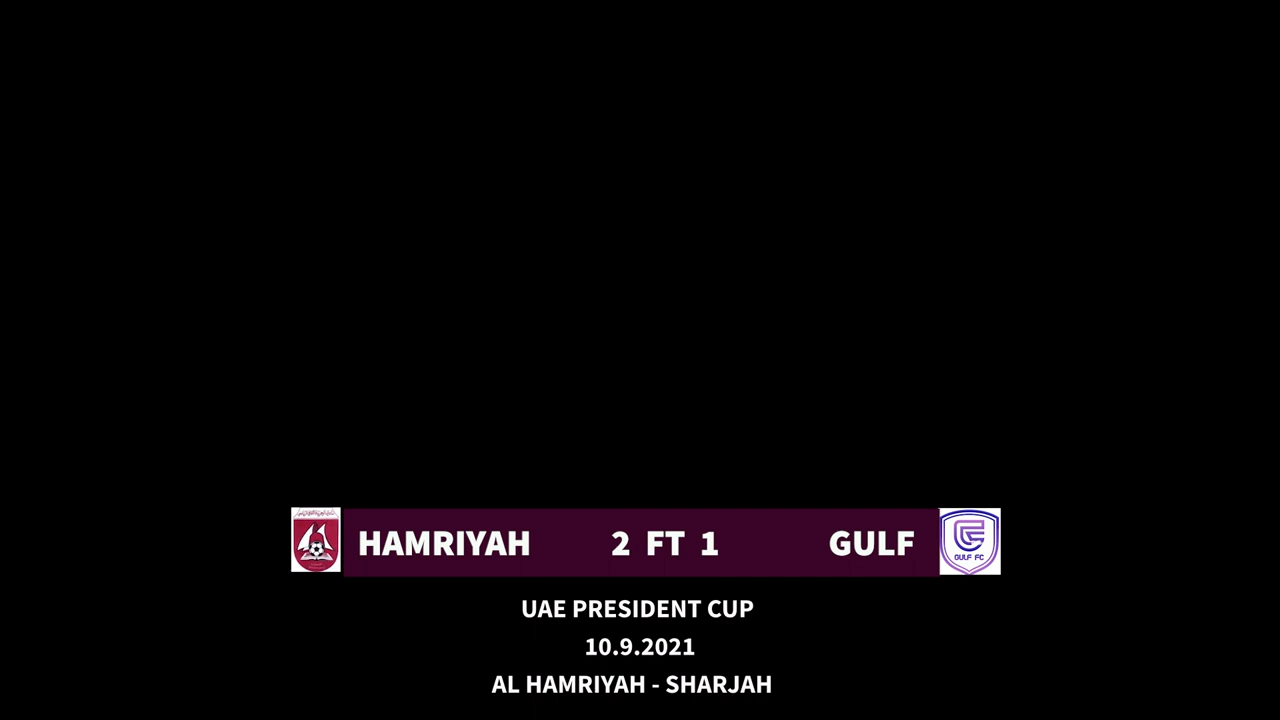 HAMRIYAH 2 FT 1 GULF
GULF FC
UAE PRESIDENT CUP
10.9.2021
AL HAMRIYAH - SHARJAH